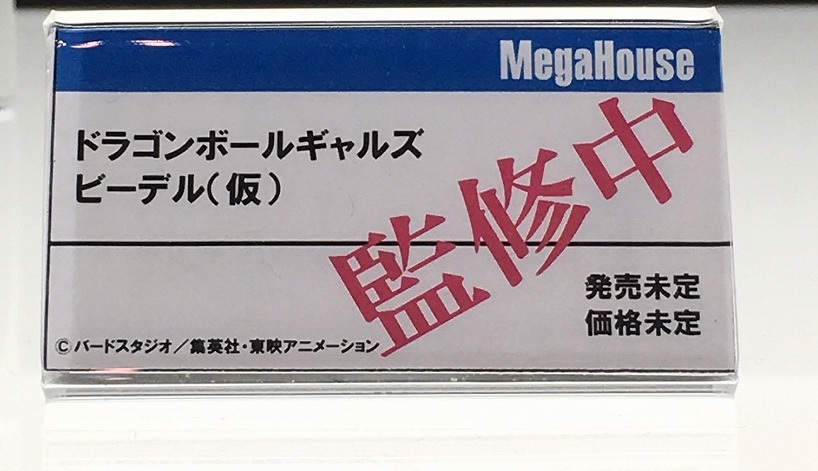 MegaHouse
ドラゴンボールギャルズ
ビーデル(仮)
監修中
発売未定
価格未定
©バードスタジオ/集英社・東映アニメーション